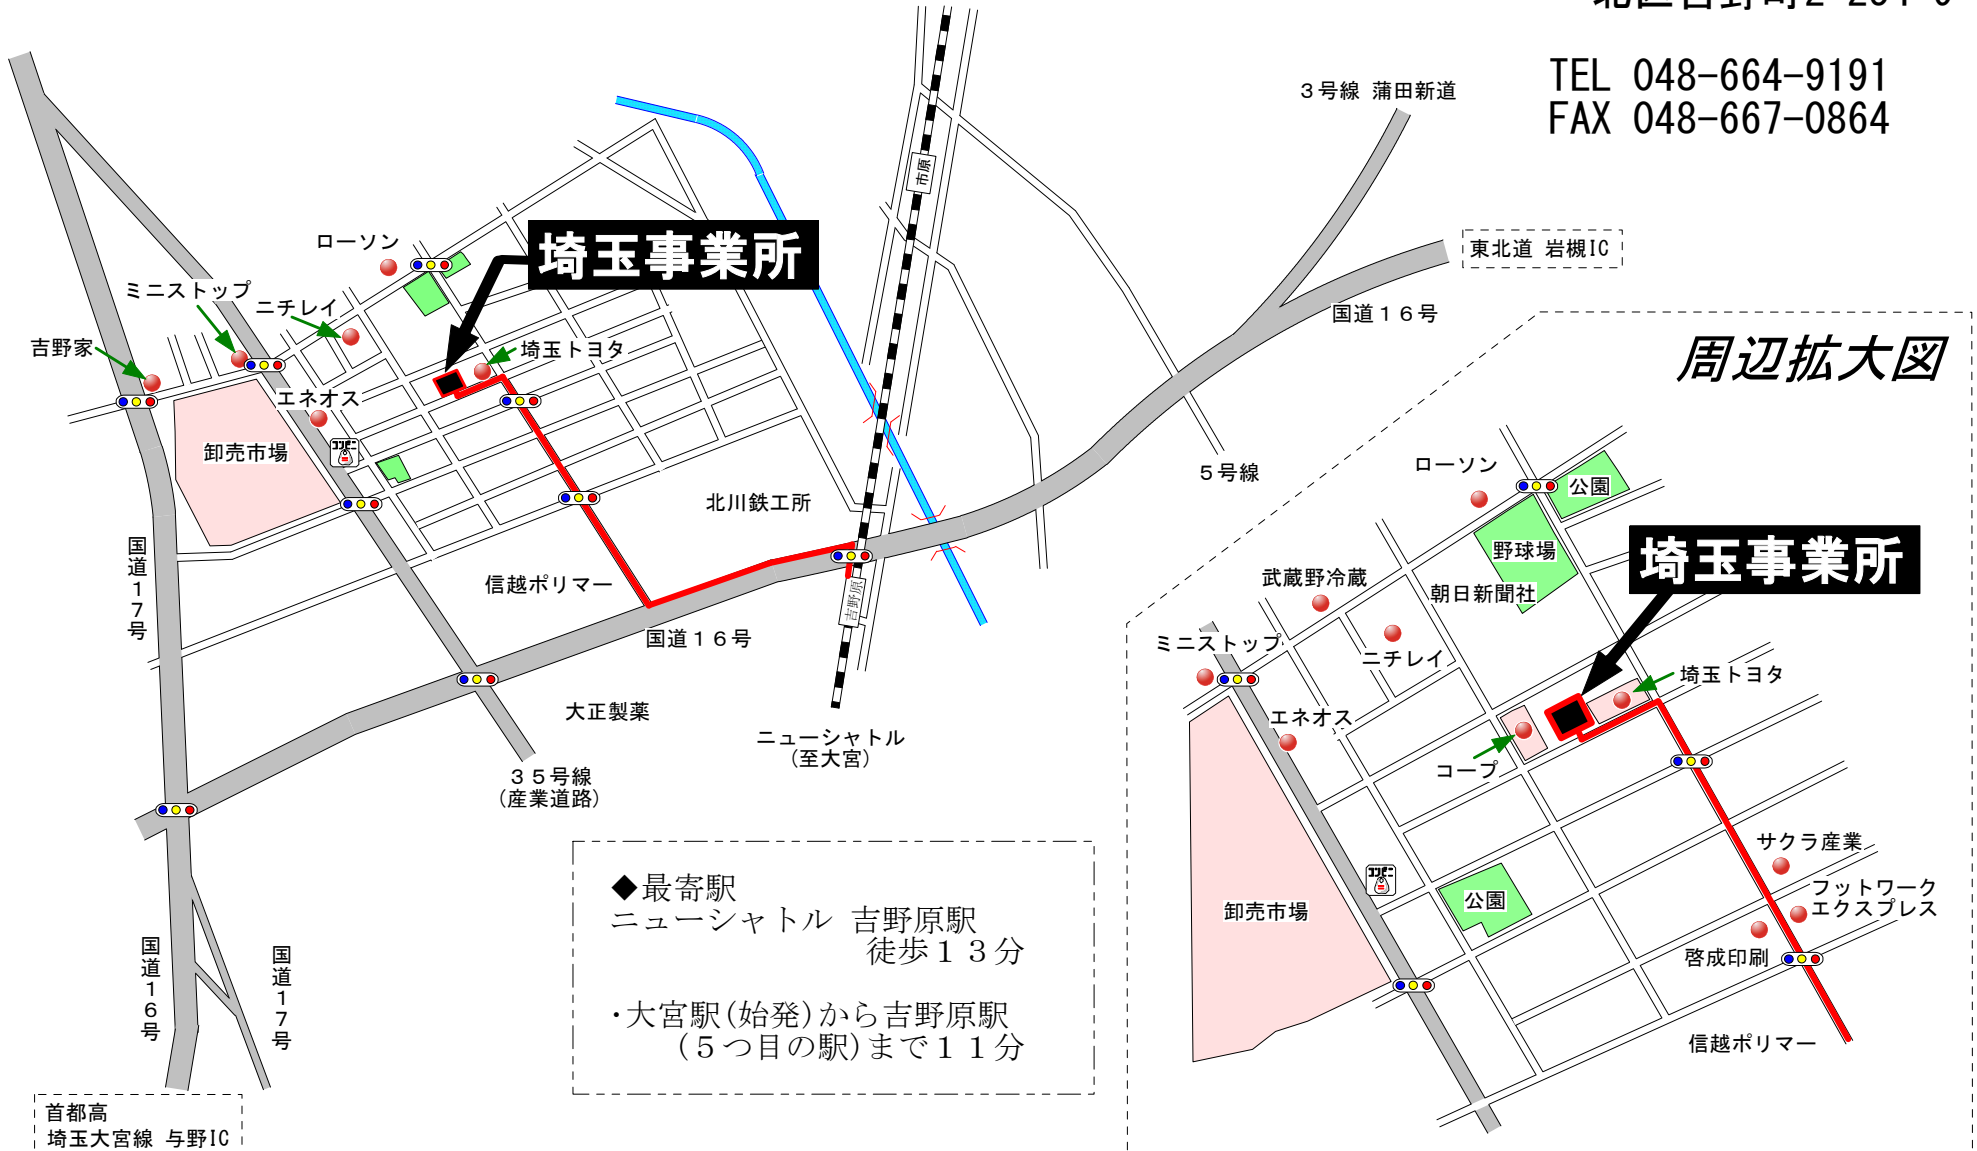 TEL 048-664-9191
FAX 048-667-0864
3号線 蒲田新道
市原
東北道 岩槻IC
国道16号
ローソン
埼玉事業所
ミニストップ
ニチレイ
吉野家
埼玉トヨタ
エネオス
卸売市場
コンビニ
北川鉄工所
5号線
国道17号
信越ポリマー
吉野原
国道16号
大正製薬
ニューシャトル
(至大宮)
35号線
(産業道路)
国道16号
国道17号
首都高
埼玉大宮線 与野IC
◆最寄駅
ニューシャトル 吉野原駅
徒歩13分
・大宮駅(始発)から吉野原駅
(5つ目の駅)まで11分
周辺拡大図
ローソン
公園
野球場
埼玉事業所
武蔵野冷蔵
朝日新聞社
ミニストップ
ニチレイ
埼玉トヨタ
エネオス
コープ
サクラ産業
コンビニ
フットワーク
エクスプレス
公園
卸売市場
啓成印刷
信越ポリマー